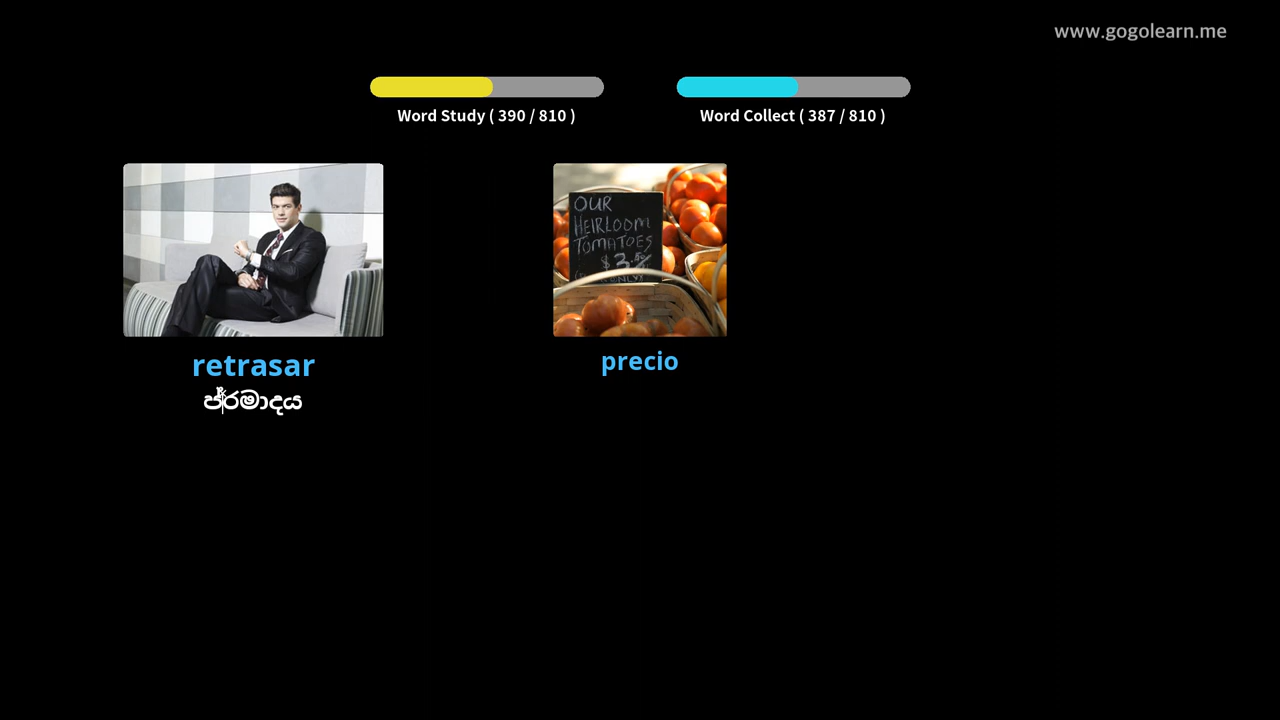 www.gogolearn.me
Word Study ( 390 / 810 )
Word Collect ( 387 / 810 )
OUR
HEIRLOOM
TOMATOES
retrasar
ප්‍රමාදය
precio